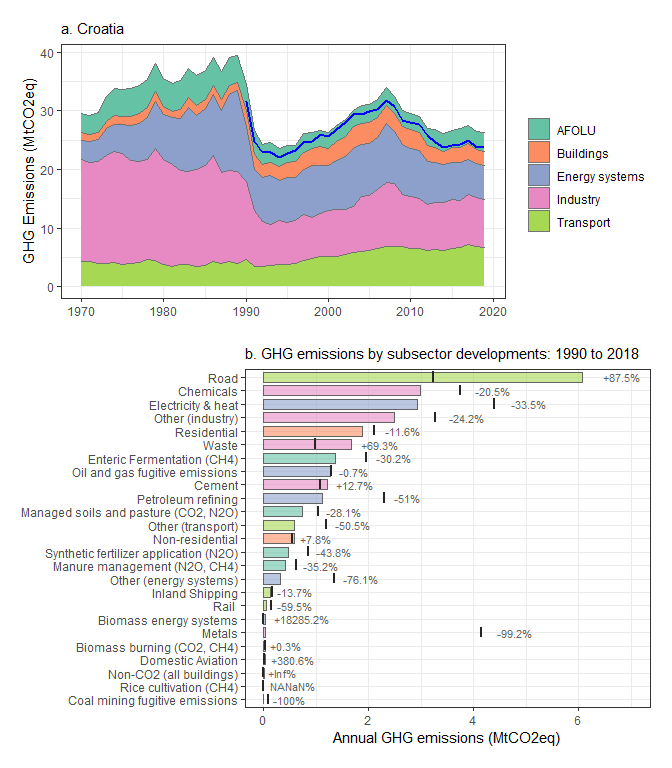 a. Croatia
GHG Emissions (MtCO2eq)
40
30
20
10
0
1970
1980
1990
2000
2010
2020
AFOLU
Buildings
Energy systems
Industry
Transport
b. GHG emissions by subsector developments: 1990 to 2018
Road +87.5%
Chemicals -20.5%
Electricity & heat -33.5%
Other (industry) -24.2%
Residential -11.6%
Waste +69.3%
Enteric Fermentation (CH4) -30.2%
Oil and gas fugitive emissions -0.7%
Cement +12.7%
Petroleum refining -51%
Managed soils and pasture (CO2, N2O) -28.1%
Other (transport) -50.5%
Non-residential +7.8%
Synthetic fertilizer application (N2O) -43.8%
Manure management (N2O, CH4) -35.2%
Other (energy systems) -76.1%
Inland Shipping -13.7%
Rail -59.5%
Biomass energy systems +18285.2%
Metals -99.2%
Biomass burning (CO2, CH4) +0.3%
Domestic Aviation +380.6%
Non-CO2 (all buildings) +Inf%
Rice cultivation (CH4) NANaN%
Coal mining fugitive emissions -100%
0
2
4
6
Annual GHG emissions (MtCO2eq)